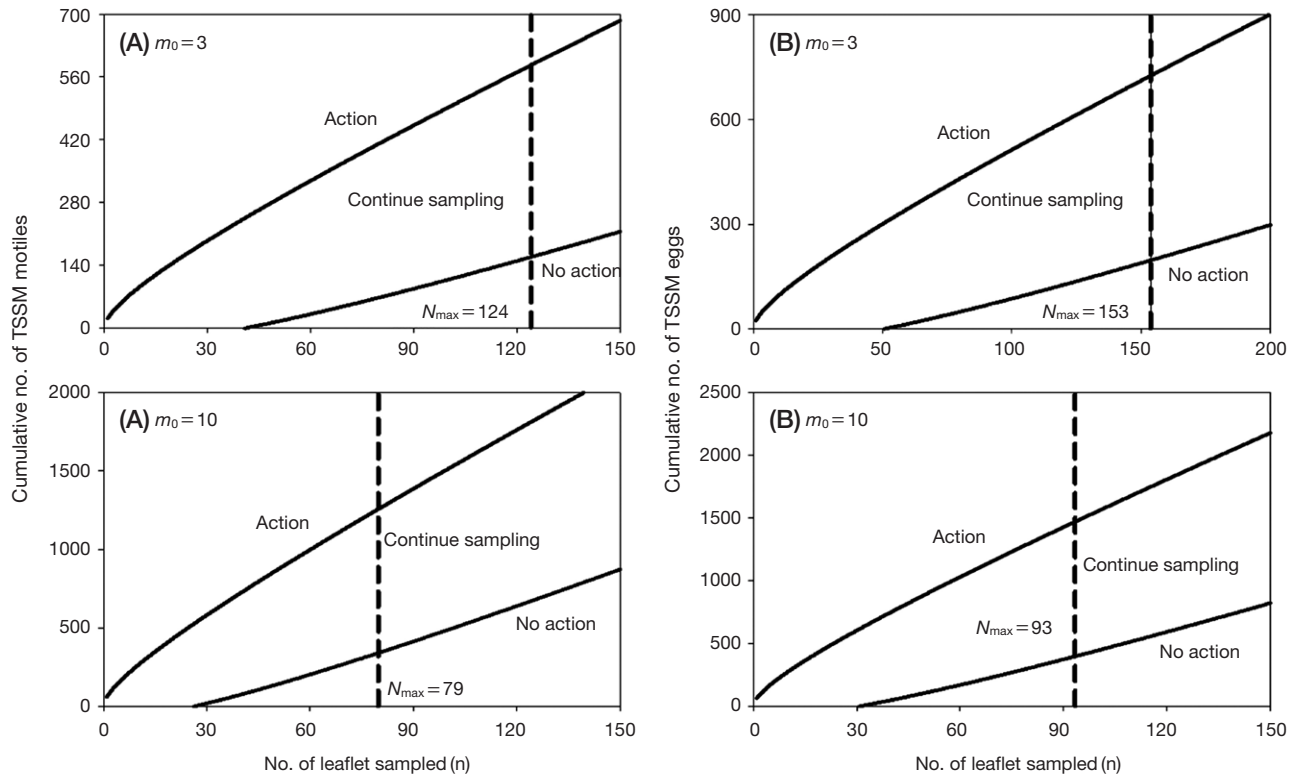 (A) m₀=3
Cumulative no. of TSSM motiles
700
560
420
280
140
0
Action
Continue sampling
No action
Nmax=124
0 30 60 90 120 150
(B) m₀=3
Cumulative no. of TSSM eggs
900
600
300
0
Action
Continue sampling
No action
Nmax=153
0 50 100 150 200
(A) m₀=10
2000
1500
1000
500
0
Action
Continue sampling
No action
Nmax=79
0 30 60 90 120 150
No. of leaflet sampled (n)
(B) m₀=10
2500
2000
1500
1000
500
0
Action
Continue sampling
Nmax=93
No action
0 30 60 90 120 150
No. of leaflet sampled (n)